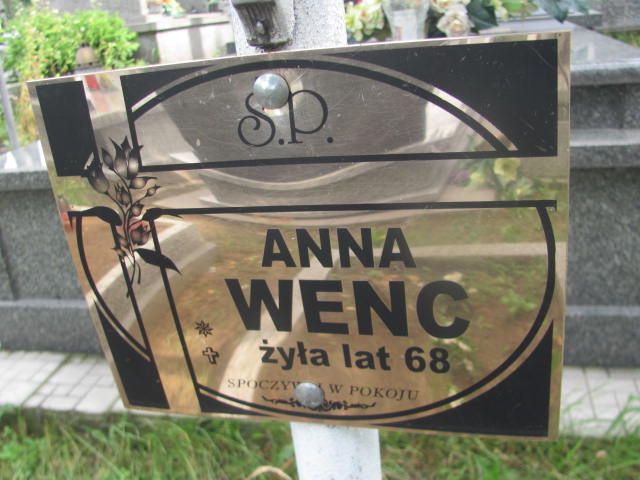 Ś.P.
ANNA
WENC
żyła lat 68
SPOCZYWAJ W POKOJU